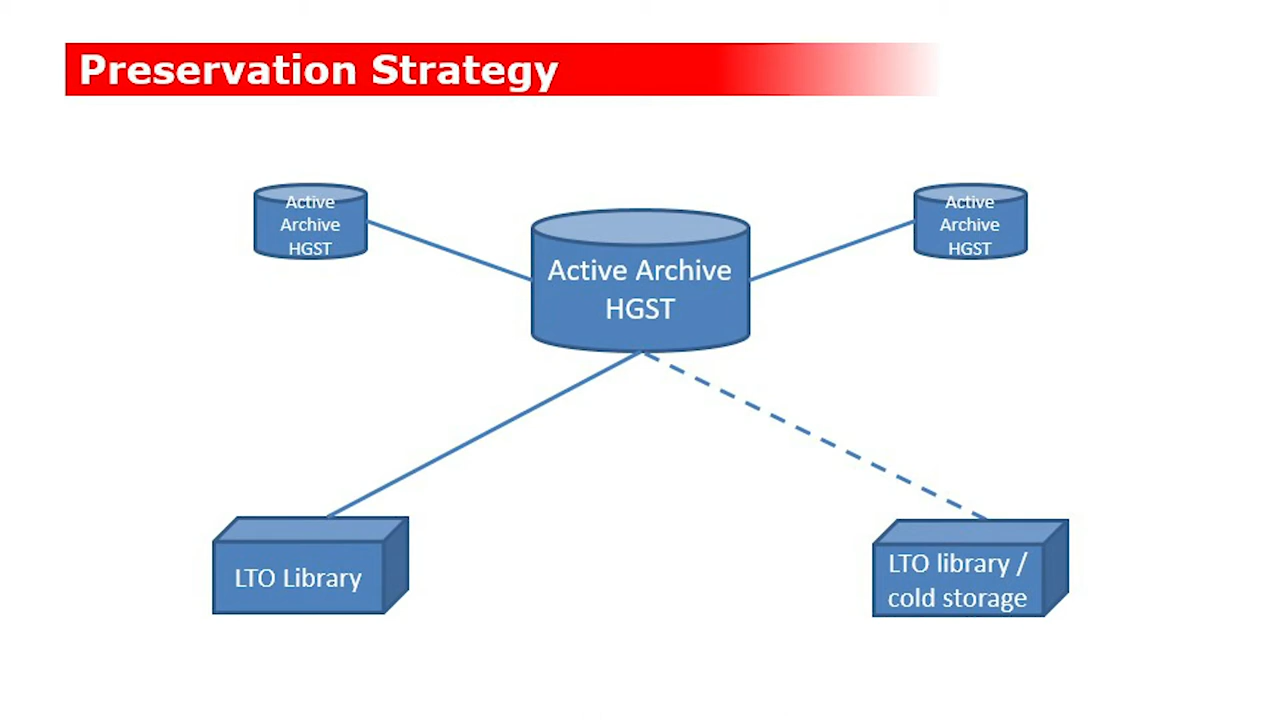 Preservation Strategy
Active
Archive
HGST
Active Archive
HGST
Active
Archive
HGST
LTO Library
LTO library /
cold storage